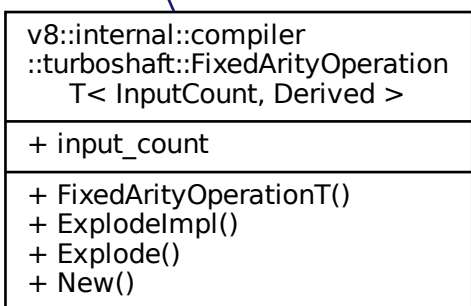 v8::internal::compiler
::turboshaft::FixedArityOperation
T< InputCount, Derived >
+ input_count
+ FixedArityOperationT()
+ ExplodeImpl()
+ Explode()
+ New()